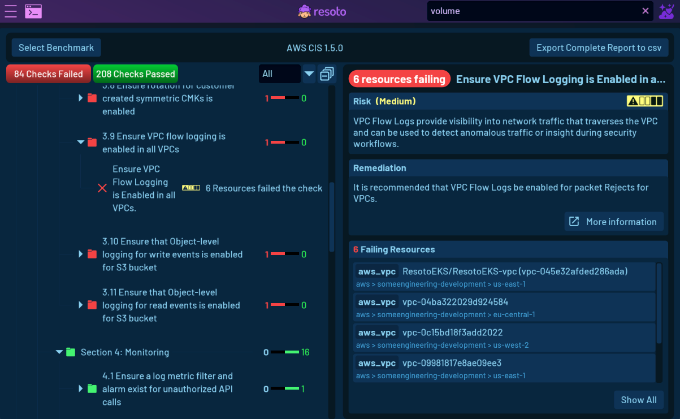 resoto
volume
Select Benchmark
AWS CIS 1.5.0
Export Complete Report to csv
84 Checks Failed
208 Checks Passed
All
3.8 Ensure rotation for customer
created symmetric CMKs is
enabled
1 0
3.9 Ensure VPC flow logging is
enabled in all VPCs
1 0
Ensure VPC
Flow Logging
is Enabled in all
VPCs.
6 Resources failed the check
3.10 Ensure that Object-level
logging for write events is enabled
for S3 bucket
1 0
3.11 Ensure that Object-level
logging for read events is enabled
for S3 bucket
1 0
Section 4: Monitoring
0 16
4.1 Ensure a log metric filter and
alarm exist for unauthorized API
calls
0 1
6 resources failing
Ensure VPC Flow Logging is Enabled in a...
Risk (Medium)
VPC Flow Logs provide visibility into network traffic that traverses the VPC
and can be used to detect anomalous traffic or insight during security
workflows.
Remediation
It is recommended that VPC Flow Logs be enabled for packet Rejects for
VPCs.
More information
6 Failing Resources
aws_vpc ResotoEKS/ResotoEKS-vpc (vpc-045e32afded286ada)
aws > someengineering-development > us-east-1
aws_vpc vpc-04ba322029d924584
aws > someengineering-development > eu-central-1
aws_vpc vpc-0c15bd18f3add2022
aws > someengineering-development > us-west-2
aws_vpc vpc-09981817e8ae09ee3
aws > someengineering-development > us-east-1
Show All